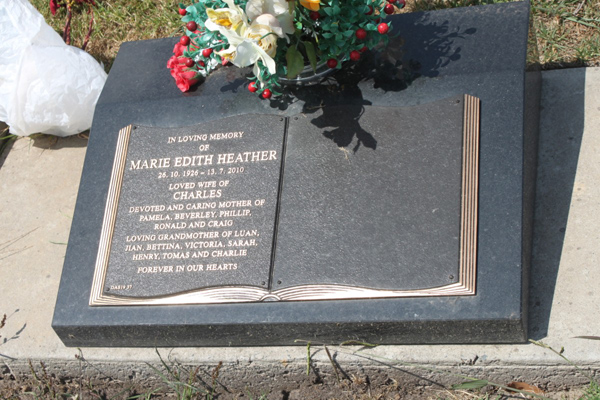 IN LOVING MEMORY
OF
MARIE EDITH HEATHER
26. 10. 1926 – 13. 7. 2010
LOVED WIFE OF
CHARLES
DEVOTED AND CARING MOTHER OF
PAMELA, BEVERLEY, PHILLIP,
RONALD AND CRAIG
LOVING GRANDMOTHER OF LUAN,
JIAN, BETTINA, VICTORIA, SARAH,
HENRY, TOMAS AND CHARLIE
FOREVER IN OUR HEARTS